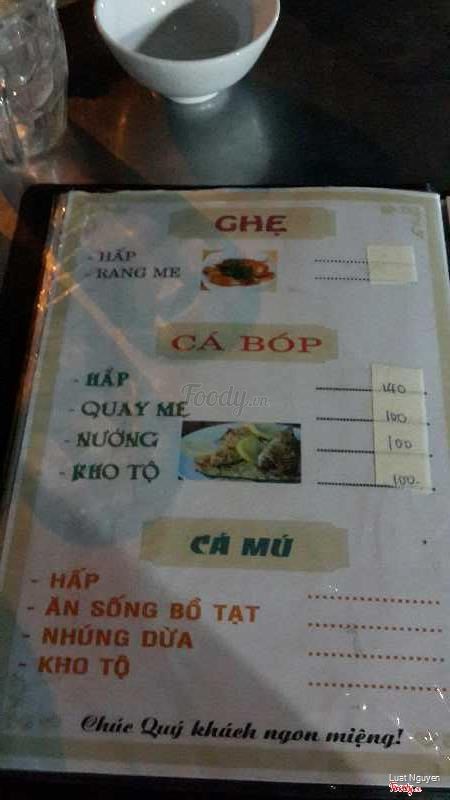 GHẸ
- HẤP
- RANG ME
CÁ BÓP
- HẤP 140
- QUAY ME 100
- NƯỚNG 100
- KHO TỘ 100-
Foody.vn
CÁ MÚ
- HẤP
- ĂN SỐNG BỒ TẠT
- NHÚNG DỪA
- KHO TỘ
Chúc Quý khách ngon miệng!
Luat Nguyen
Foody.vn